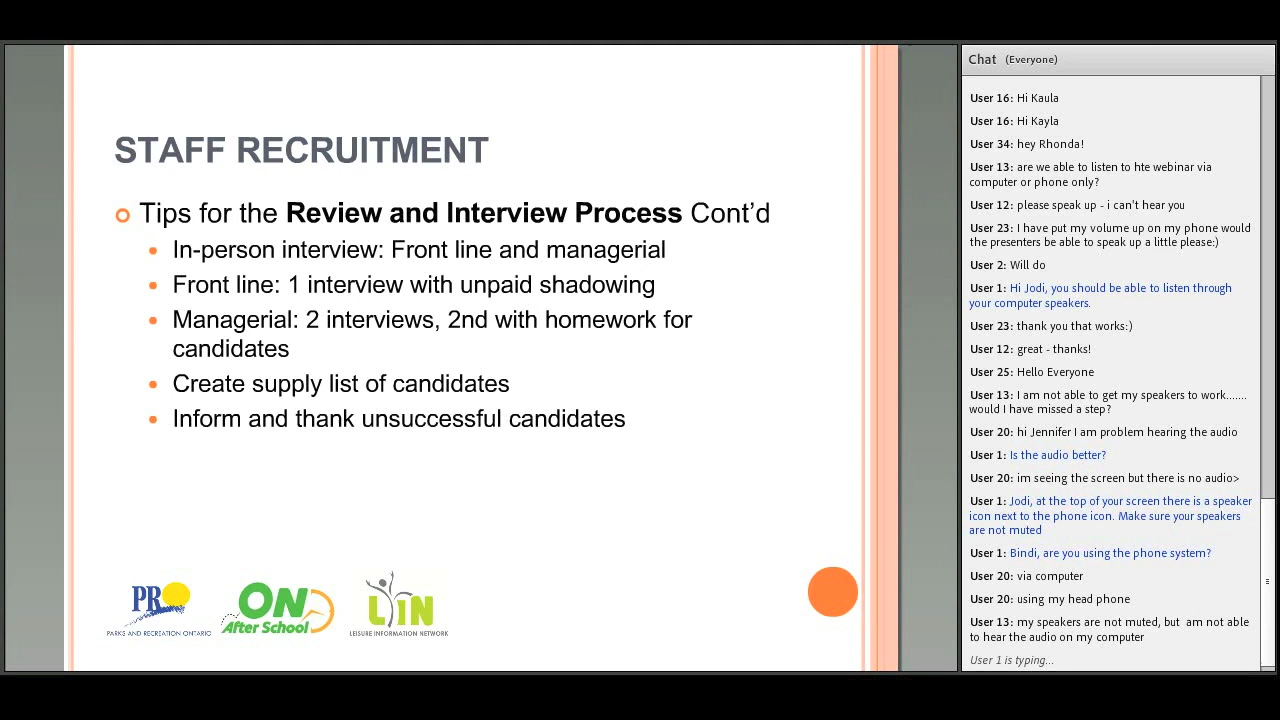 STAFF RECRUITMENT
Tips for the Review and Interview Process Cont’d
In-person interview: Front line and managerial
Front line: 1 interview with unpaid shadowing
Managerial: 2 interviews, 2nd with homework for
candidates
Create supply list of candidates
Inform and thank unsuccessful candidates
PRO
PARKS AND RECREATION ONTARIO
ON
After School
LIN
LEISURE INFORMATION NETWORK
Chat (Everyone)
User 16: Hi Kaula
User 16: Hi Kayla
User 34: hey Rhonda!
User 13: are we able to listen to hte webinar via
computer or phone only?
User 12: please speak up - i can't hear you
User 23: I have put my volume up on my phone would
the presenters be able to speak up a little please:)
User 2: Will do
User 1: Hi Jodi, you should be able to listen through
your computer speakers.
User 23: thank you that works:)
User 12: great - thanks!
User 25: Hello Everyone
User 13: I am not able to get my speakers to work.......
would I have missed a step?
User 20: hi Jennifer I am problem hearing the audio
User 1: Is the audio better?
User 20: im seeing the screen but there is no audio>
User 1: Jodi, at the top of your screen there is a speaker
icon next to the phone icon. Make sure your speakers
are not muted
User 1: Bindi, are you using the phone system?
User 20: via computer
User 20: using my head phone
User 13: my speakers are not muted, but am not able
to hear the audio on my computer
User 1 is typing...